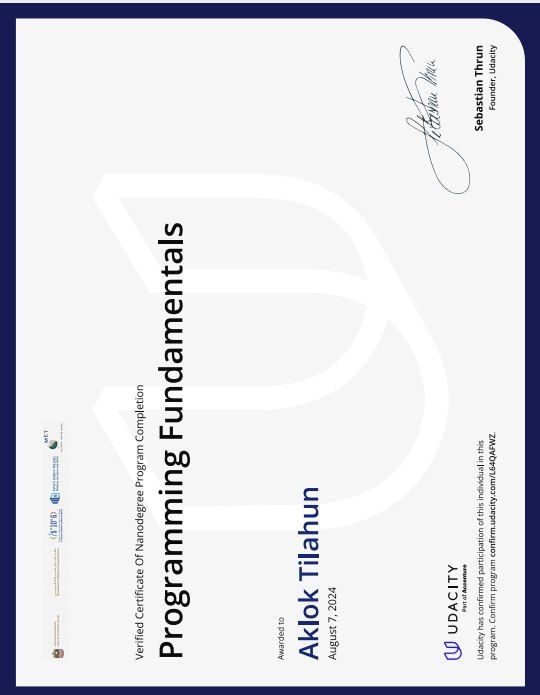 Verified Certificate Of Nanodegree Program Completion
Programming Fundamentals
Awarded to
Aklok Tilahun
August 7, 2024
UDACITY
Part of Accenture
Udacity has confirmed participation of this individual in this
program. Confirm program confirm.udacity.com/L64QAFWZ.
Sebastian Thrun
Founder, Udacity